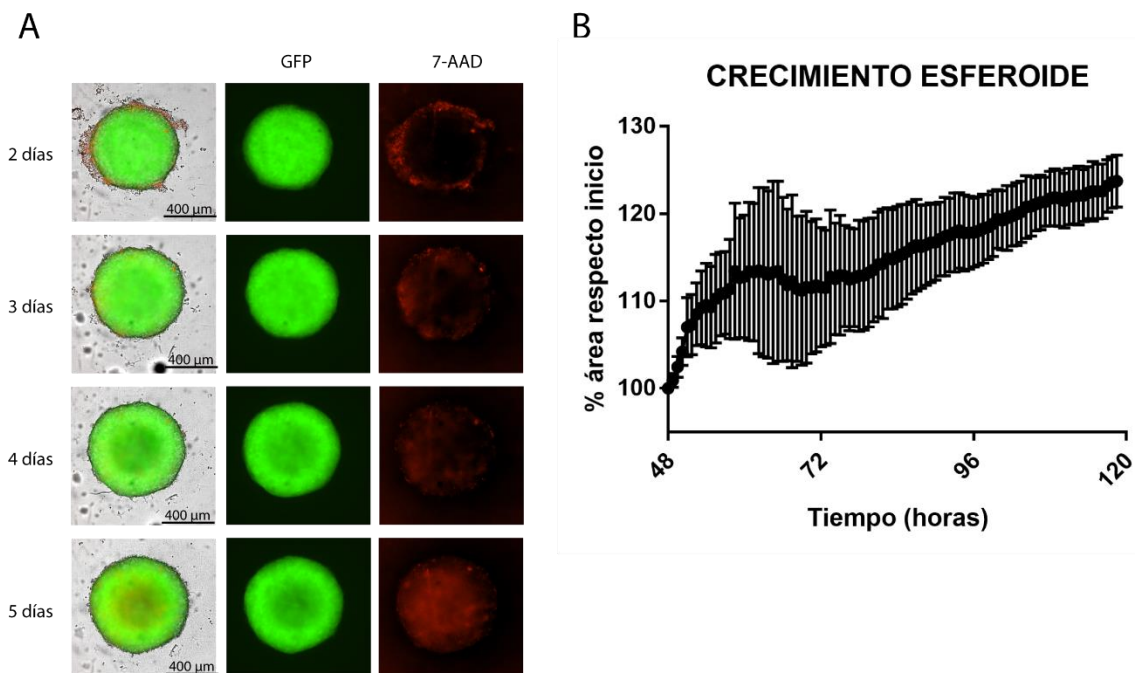 A
GFP
7-AAD
2 días
400 µm
3 días
400 µm
4 días
400 µm
5 días
400 µm
B
CRECIMIENTO ESFEROIDE
% área respecto inicio
130
120
110
100
48
72
96
120
Tiempo (horas)